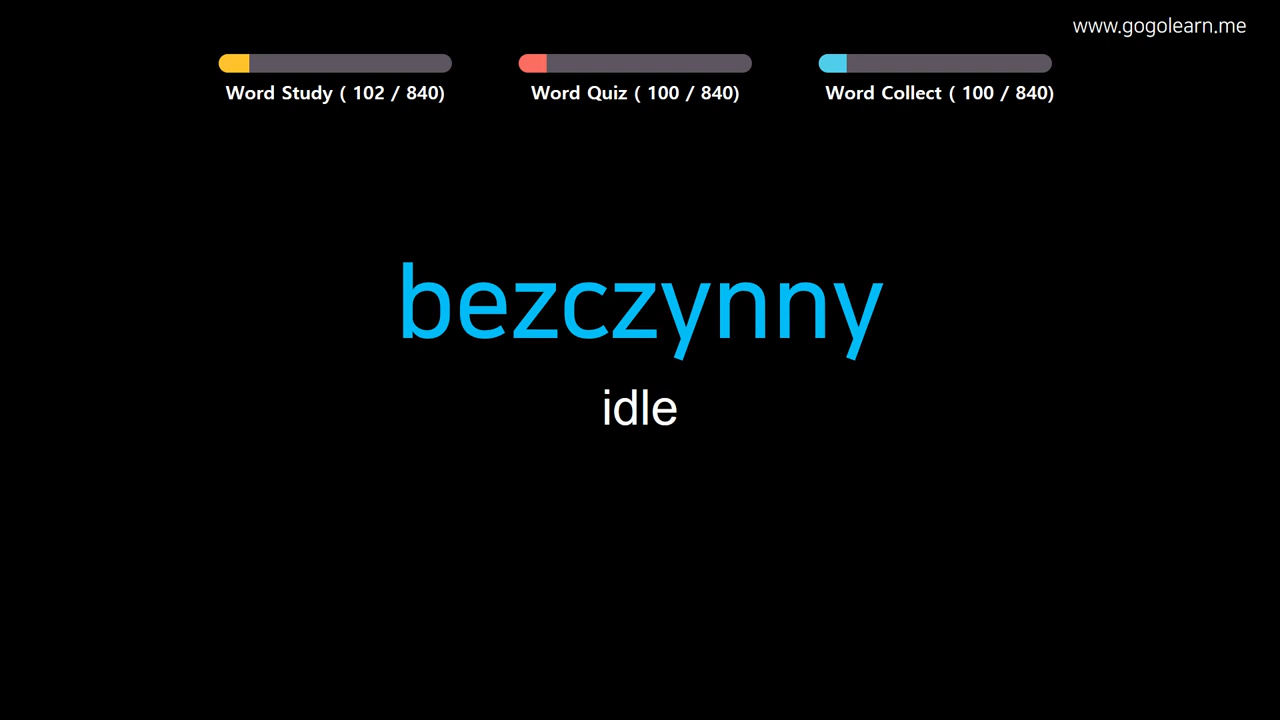 www.gogolearn.me
Word Study ( 102 / 840)
Word Quiz ( 100 / 840)
Word Collect ( 100 / 840)
bezczynny
idle